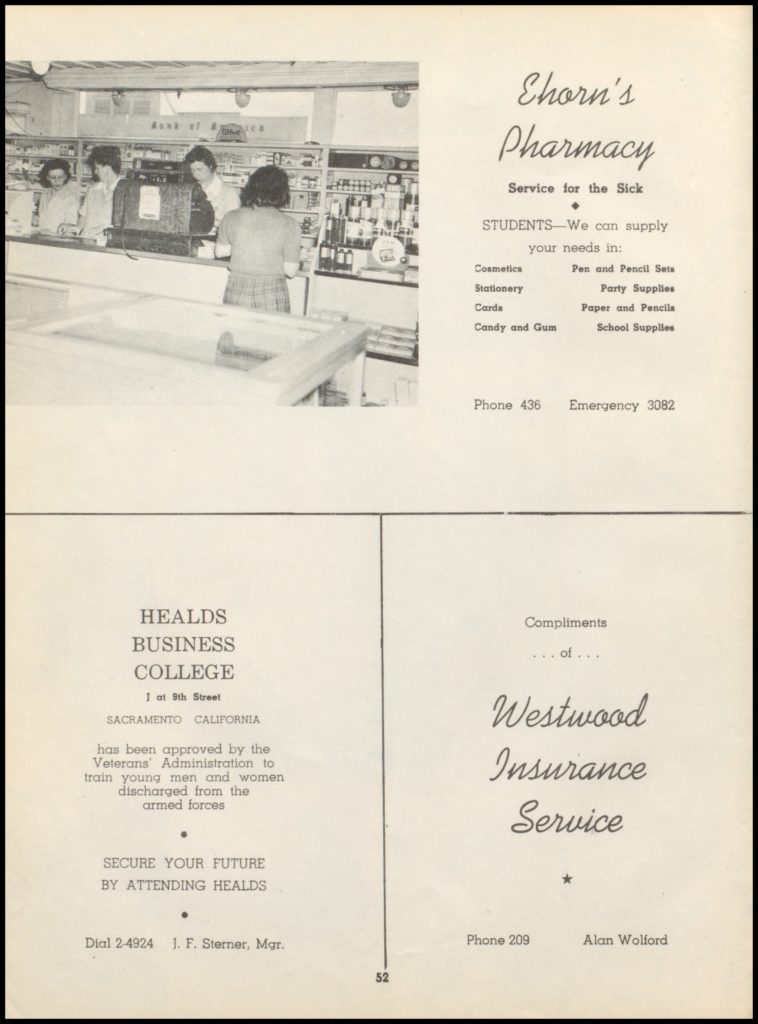 Bank of America
Ehorn's
Pharmacy
Service for the Sick
STUDENTS—We can supply
your needs in:
Cosmetics Pen and Pencil Sets
Stationery Party Supplies
Cards Paper and Pencils
Candy and Gum School Supplies
Phone 436 Emergency 3082
HEALDS
BUSINESS
COLLEGE
J at 9th Street
SACRAMENTO CALIFORNIA
has been approved by the
Veterans' Administration to
train young men and women
discharged from the
armed forces
•
SECURE YOUR FUTURE
BY ATTENDING HEALDS
•
Dial 2-4924 J. F. Sterner, Mgr.
Compliments
. . . of . . .
Westwood
Insurance
Service
★
Phone 209 Alan Wolford
52